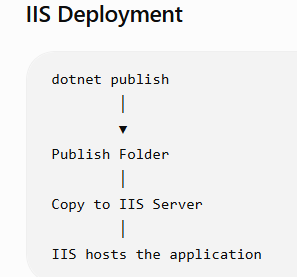 IIS Deployment
dotnet publish
│
▼
Publish Folder
│
Copy to IIS Server
│
IIS hosts the application